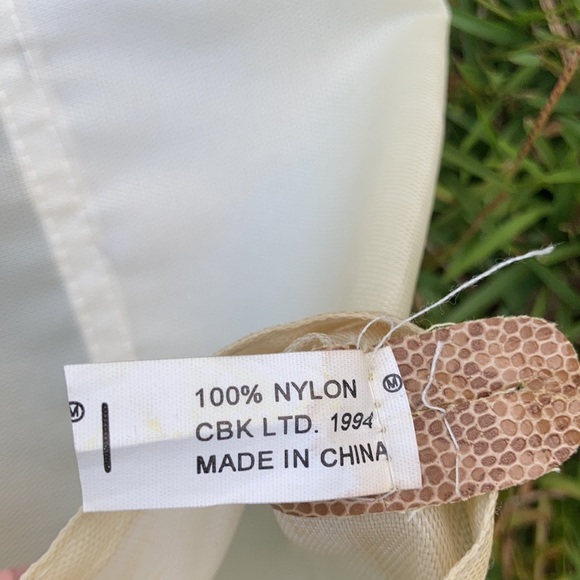 100% NYLON
CBK LTD. 1994
MADE IN CHINA
M
M